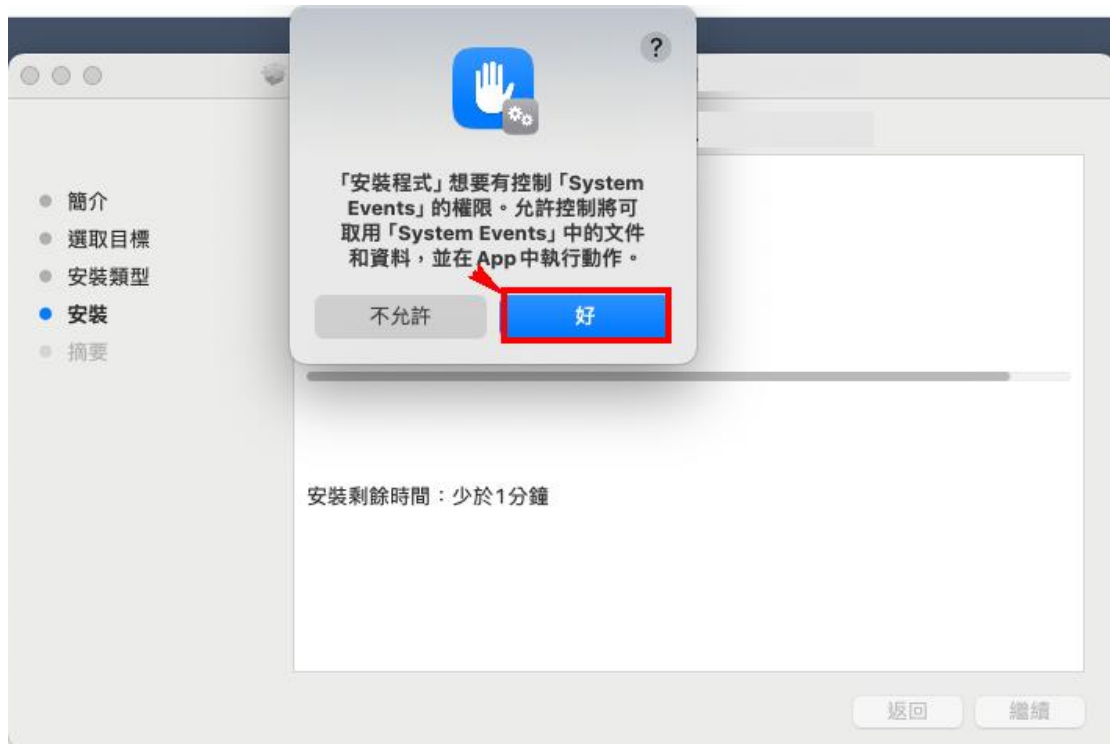 ?
「安裝程式」想要有控制「System
Events」的權限。允許控制將可
取用「System Events」中的文件
和資料，並在 App 中執行動作。
不允許
好
簡介
選取目標
安裝類型
安裝
摘要
安裝剩餘時間：少於1分鐘
返回
繼續